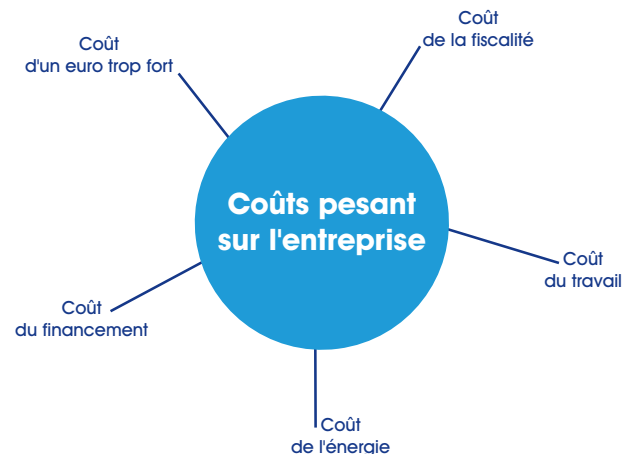 Coût
de la fiscalité
Coût
d'un euro trop fort
Coûts pesant
sur l'entreprise
Coût
du travail
Coût
du financement
Coût
de l'énergie